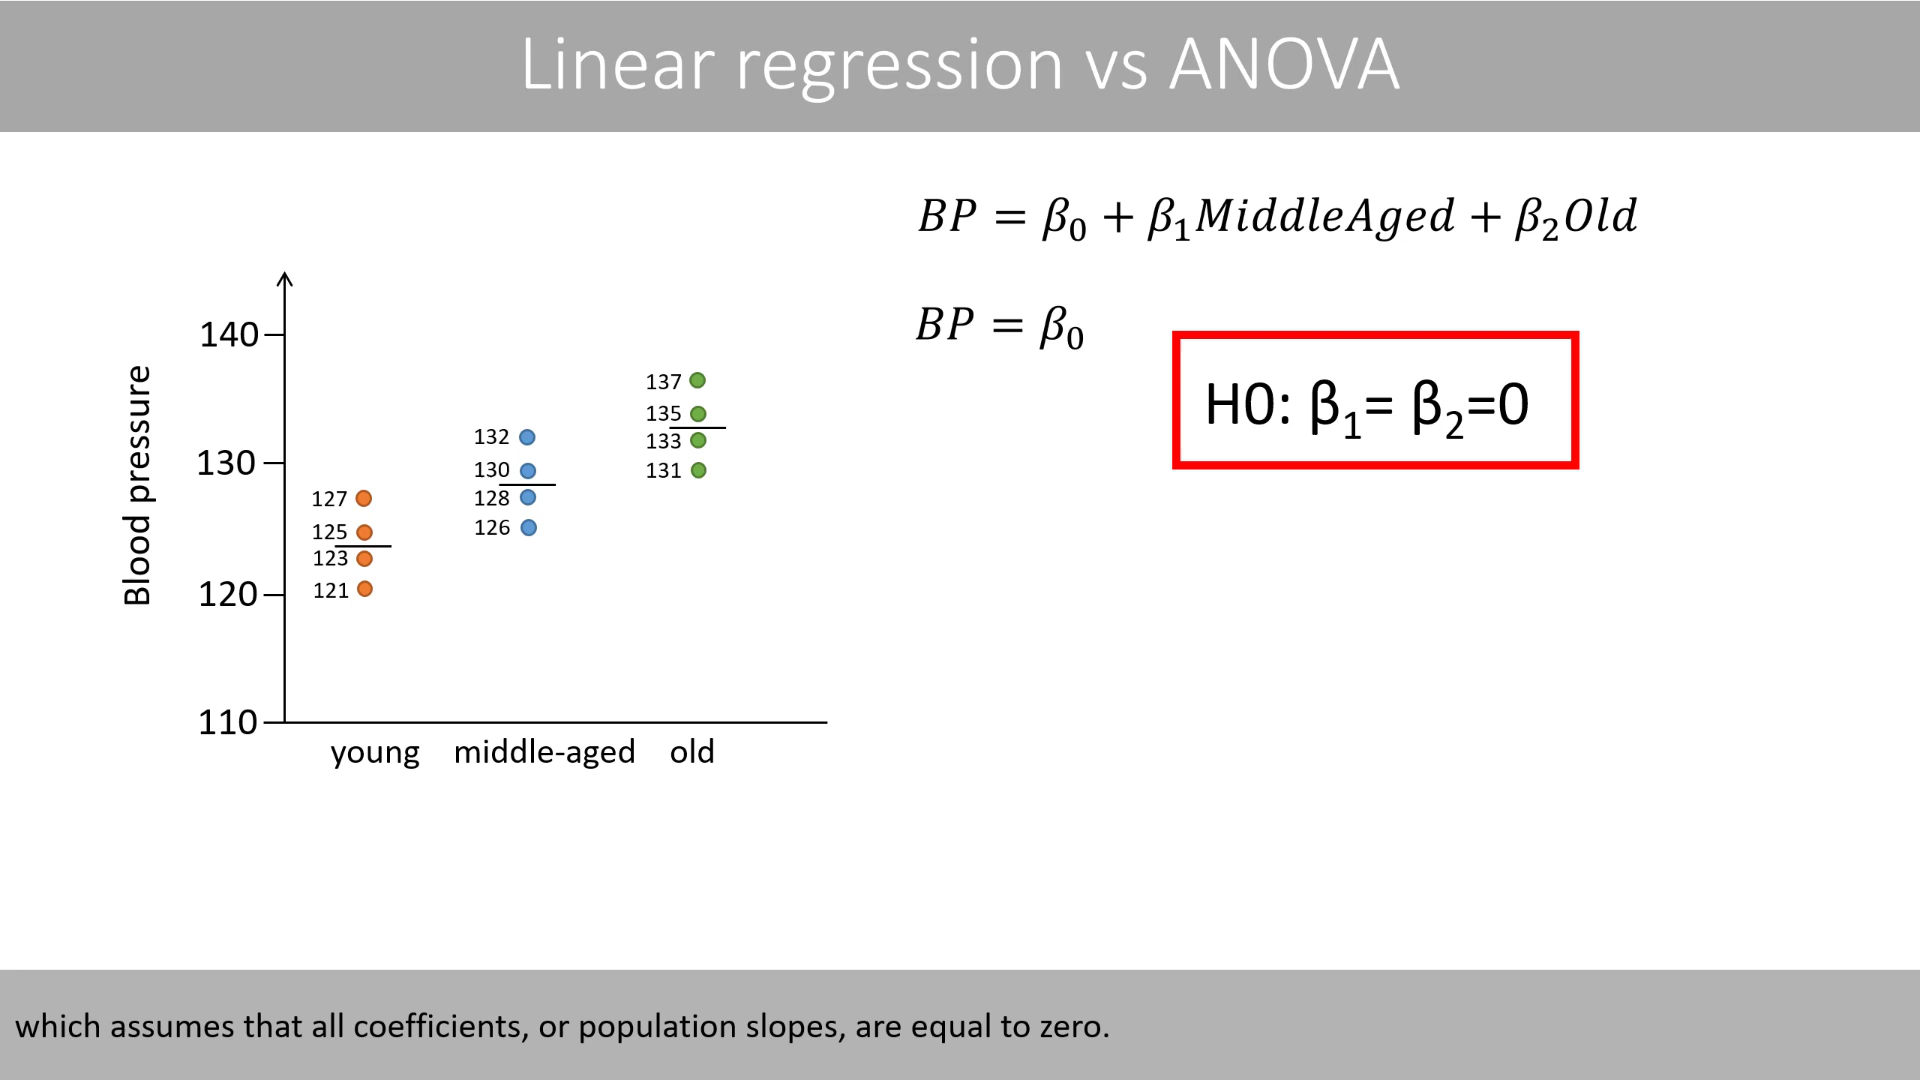 Linear regression vs ANOVA
BP = β₀ + β₁MiddleAged + β₂Old
BP = β₀
H0: β₁= β₂=0
Blood pressure
140
130
120
110
127
125
123
121
132
130
128
126
137
135
133
131
young middle-aged old
which assumes that all coefficients, or population slopes, are equal to zero.